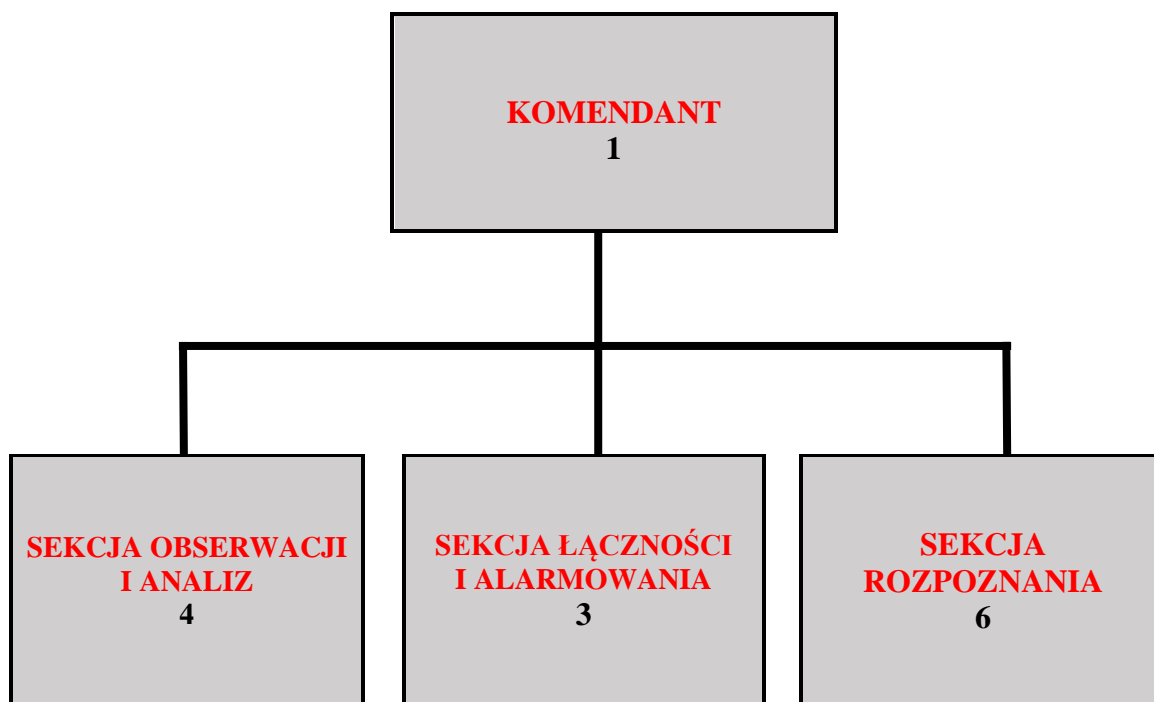 KOMENDANT
1
SEKCJA OBSERWACJI
I ANALIZ
4
SEKCJA ŁĄCZNOŚCI
I ALARMOWANIA
3
SEKCJA
ROZPOZNANIA
6